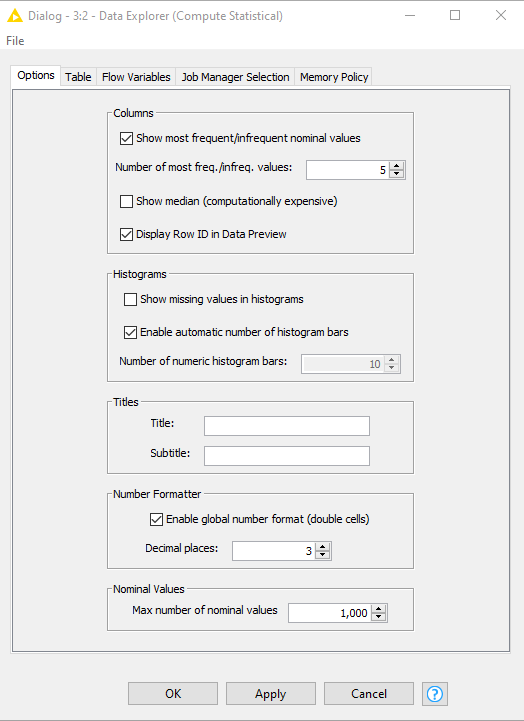 Dialog - 3:2 - Data Explorer (Compute Statistical)
File
Options Table Flow Variables Job Manager Selection Memory Policy
Columns
Show most frequent/infrequent nominal values
Number of most freq./infreq. values: 5
Show median (computationally expensive)
Display Row ID in Data Preview
Histograms
Show missing values in histograms
Enable automatic number of histogram bars
Number of numeric histogram bars: 10
Titles
Title:
Subtitle:
Number Formatter
Enable global number format (double cells)
Decimal places: 3
Nominal Values
Max number of nominal values 1,000
OK Apply Cancel ?